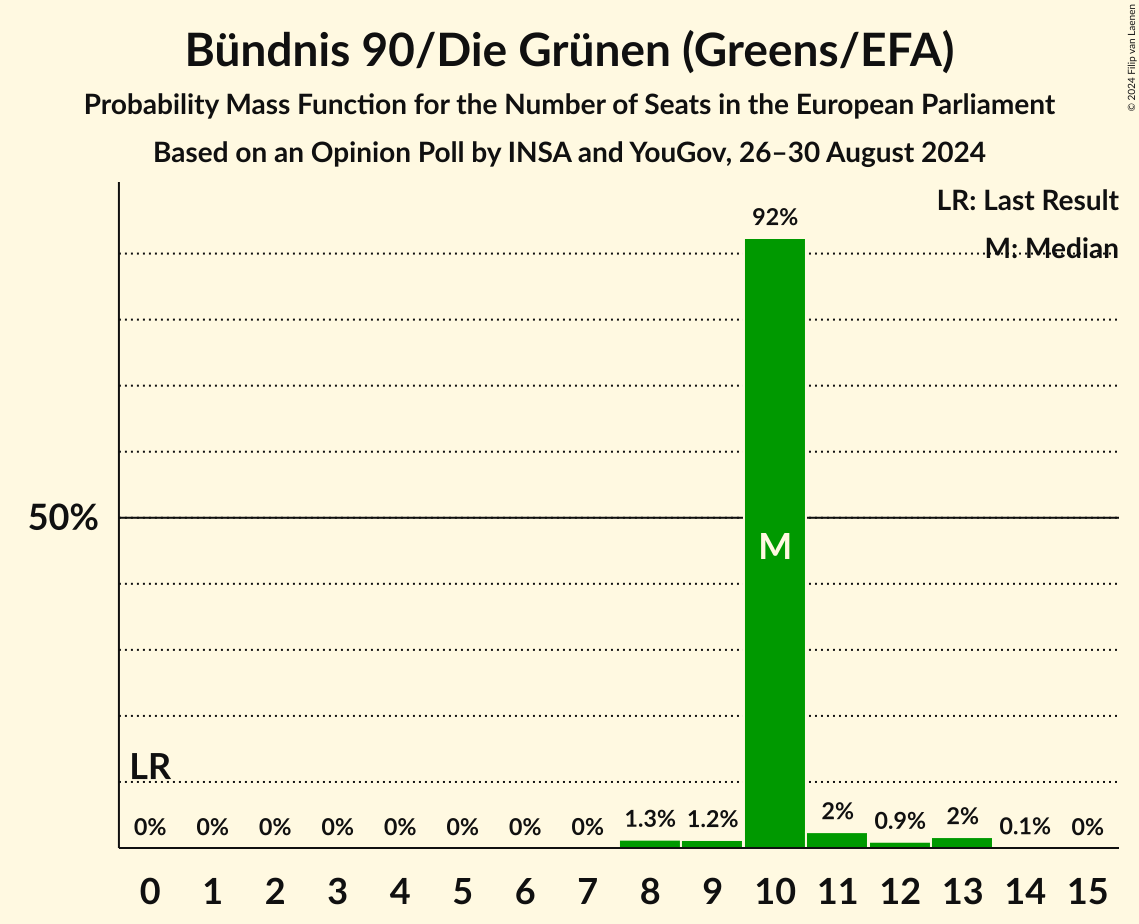 © 2024 Filip van Laenen
Bündnis 90/Die Grünen (Greens/EFA)
Probability Mass Function for the Number of Seats in the European Parliament
Based on an Opinion Poll by INSA and YouGov, 26–30 August 2024
LR: Last Result
M: Median
92%
50%
M
LR
0% 0% 0% 0% 0% 0% 0% 0% 1.3% 1.2% 2% 0.9% 2% 0.1% 0%
0 1 2 3 4 5 6 7 8 9 10 11 12 13 14 15